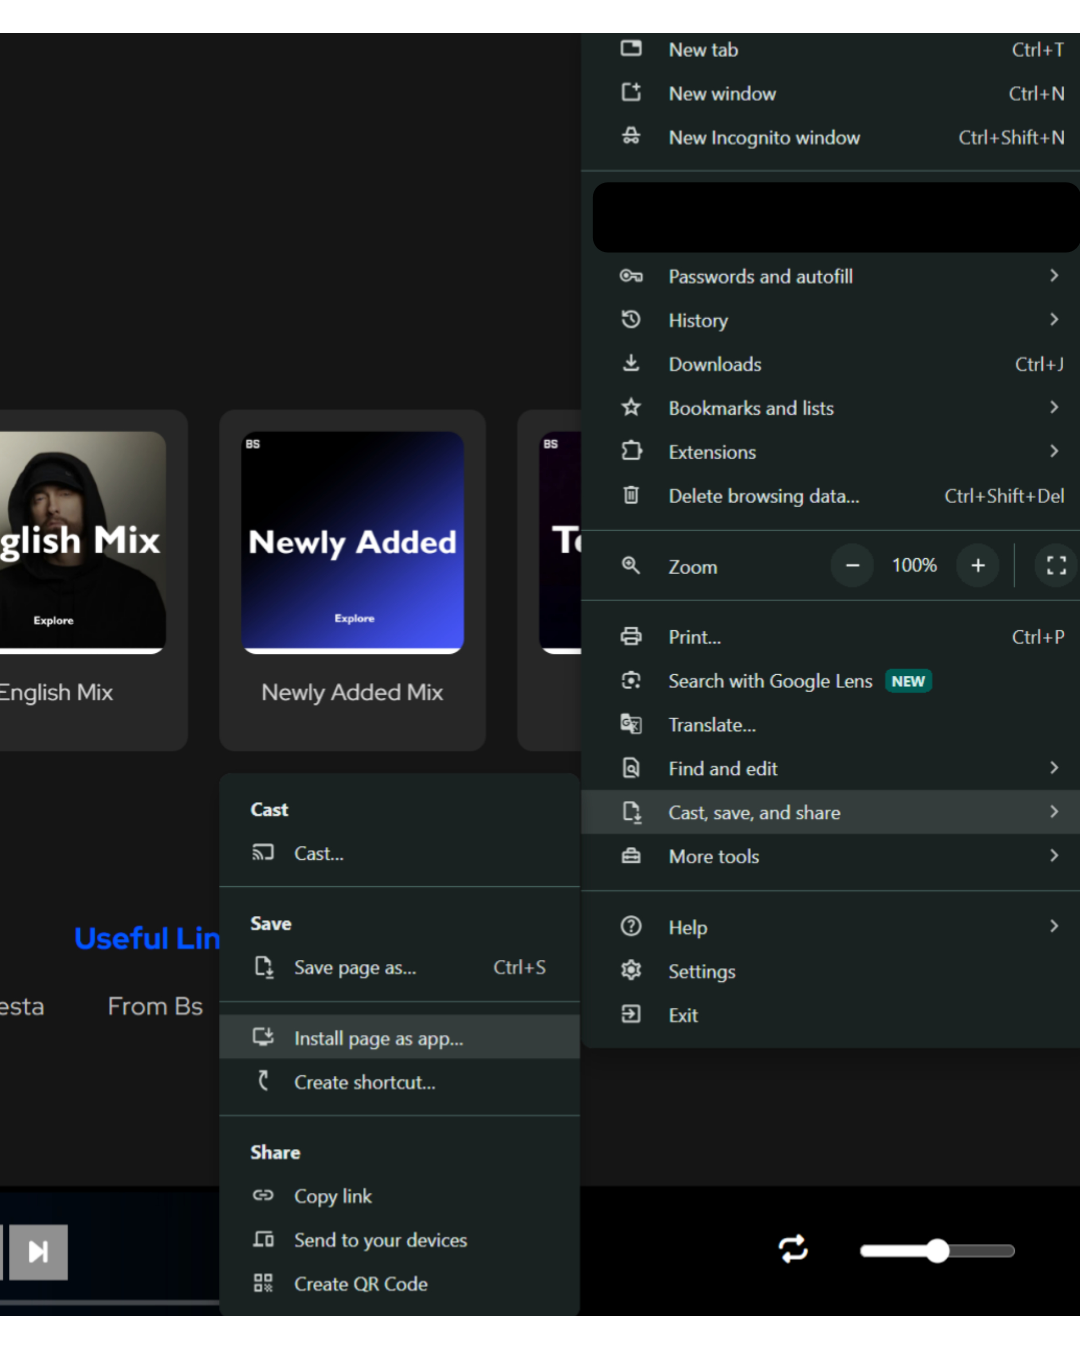 New tab Ctrl+T
New window Ctrl+N
New Incognito window Ctrl+Shift+N
Passwords and autofill
History
Downloads Ctrl+J
Bookmarks and lists
Extensions
Delete browsing data... Ctrl+Shift+Del
Zoom 100%
Print... Ctrl+P
Search with Google Lens NEW
Translate...
Find and edit
Cast, save, and share
More tools
Help
Settings
Exit
glish Mix
Explore
English Mix
BS
Newly Added
Explore
Newly Added Mix
BS
To
Cast
Cast...
Save
Save page as... Ctrl+S
Install page as app...
Create shortcut...
Share
Copy link
Send to your devices
Create QR Code
Useful Lin
esta
From Bs